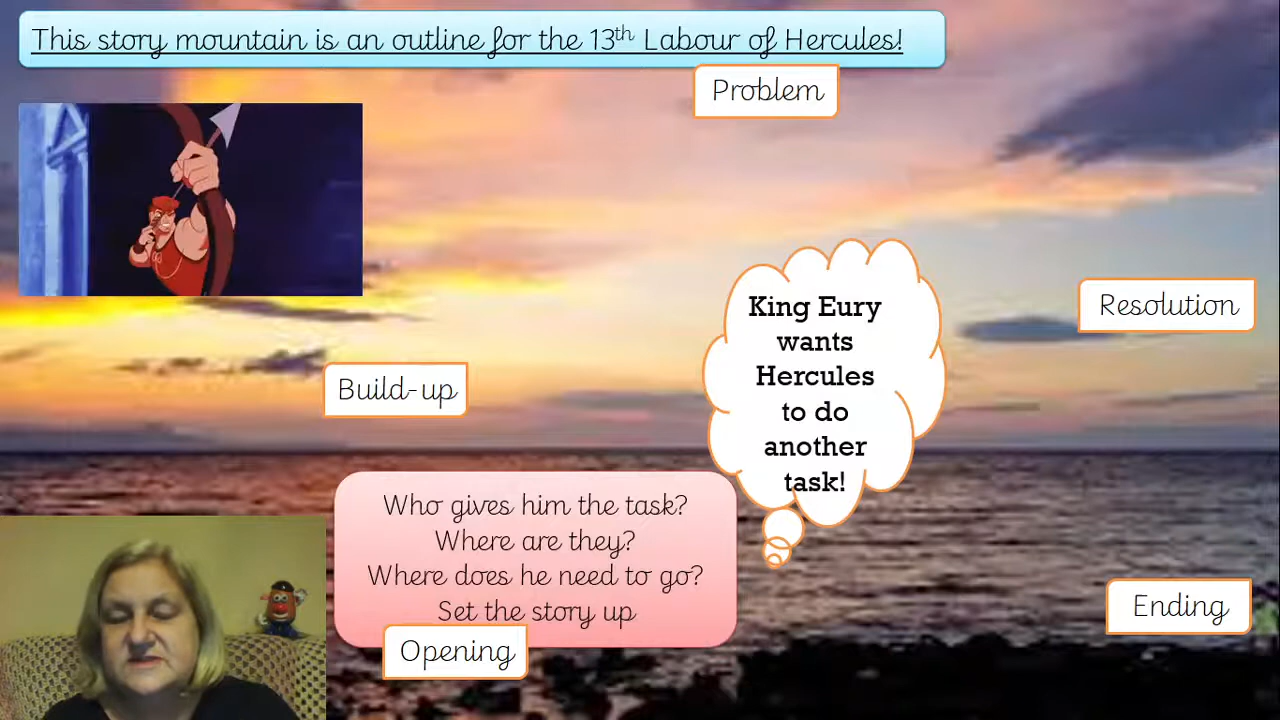 This story mountain is an outline for the 13th Labour of Hercules!
Problem
Resolution
Build-up
King Eury
wants
Hercules
to do
another
task!
Who gives him the task?
Where are they?
Where does he need to go?
Set the story up
Opening
Ending